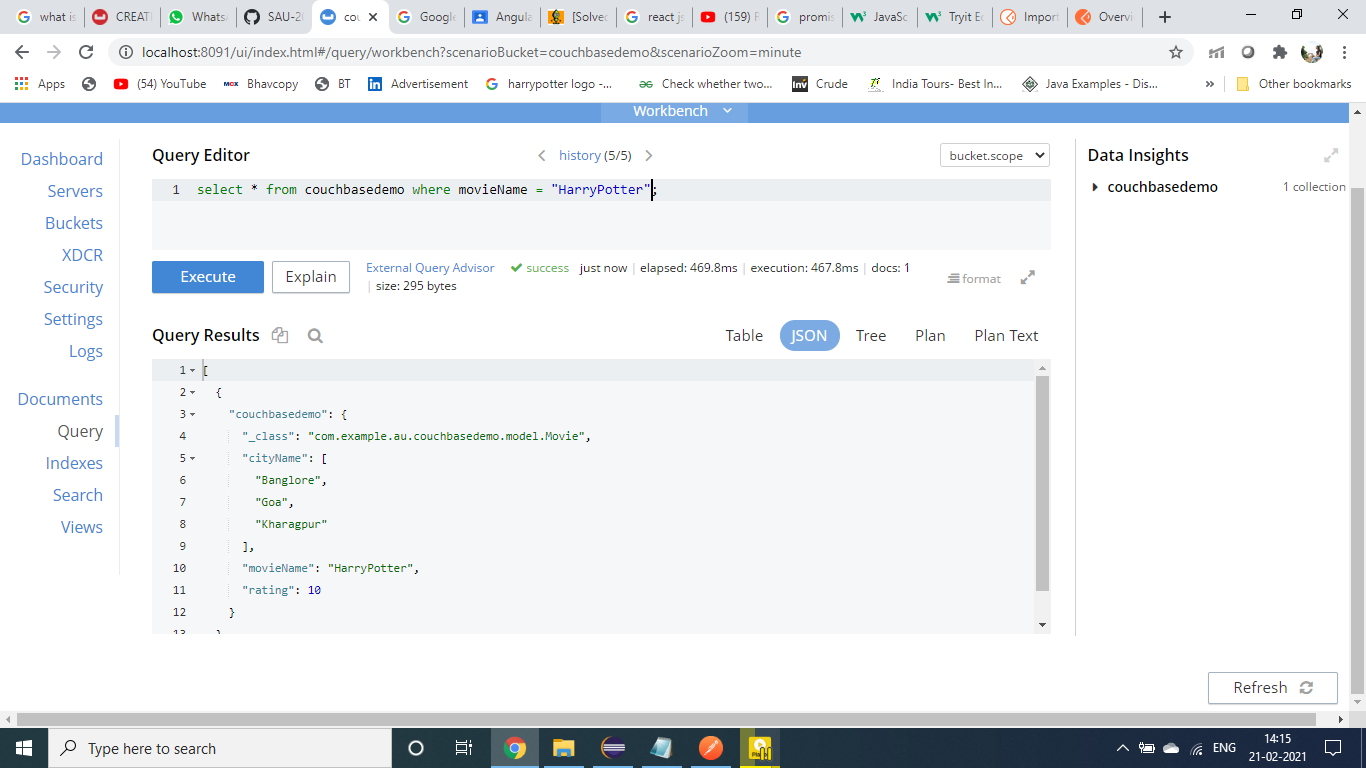 what is
CREATI
Whats
SAU-2
cou
Google
Angula
[Solved
react js
(159) F
promis
JavaSc
Tryit Ed
Import
Overvi
localhost:8091/ui/index.html#/query/workbench?scenarioBucket=couchbasedemo&scenarioZoom=minute
Apps
(54) YouTube
MCX Bhavcopy
BT
Advertisement
harrypotter logo -...
Check whether two...
Inv Crude
India Tours- Best In...
Java Examples - Dis...
»
Other bookmarks
Workbench
Dashboard
Servers
Buckets
XDCR
Security
Settings
Logs
Documents
Query
Indexes
Search
Views
Query Editor
history (5/5)
bucket.scope
1 select * from couchbasedemo where movieName = "HarryPotter";
Execute
Explain
External Query Advisor success just now | elapsed: 469.8ms | execution: 467.8ms | docs: 1
| size: 295 bytes
format
Query Results
Table
JSON
Tree
Plan
Plan Text
1 [
2 {
3 "couchbasedemo": {
4 "_class": "com.example.au.couchbasedemo.model.Movie",
5 "cityName": [
6 "Banglore",
7 "Goa",
8 "Kharagpur"
9 ],
10 "movieName": "HarryPotter",
11 "rating": 10
12 }
13 }
Data Insights
couchbasedemo 1 collection
Refresh
Type here to search
ENG
14:15
21-02-2021